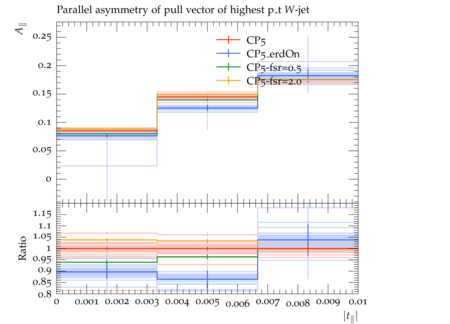 Parallel asymmetry of pull vector of highest p_t W-jet
A∥
0.25
0.2
0.15
0.1
0.05
0
CP5
CP5_erdOn
CP5-fsr=0.5
CP5-fsr=2.0
Ratio
1.15
1.1
1.05
1
0.95
0.9
0.85
0.8
0 0.001 0.002 0.003 0.004 0.005 0.006 0.007 0.008 0.009 0.01
|t∥|